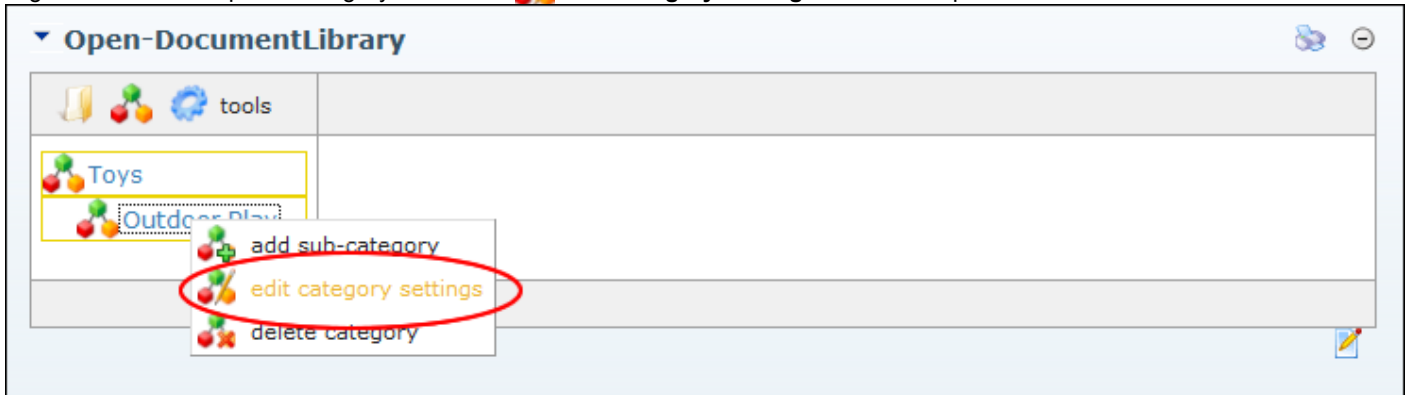 Open-DocumentLibrary
tools
Toys
Outdoor Play
add sub-category
edit category settings
delete category